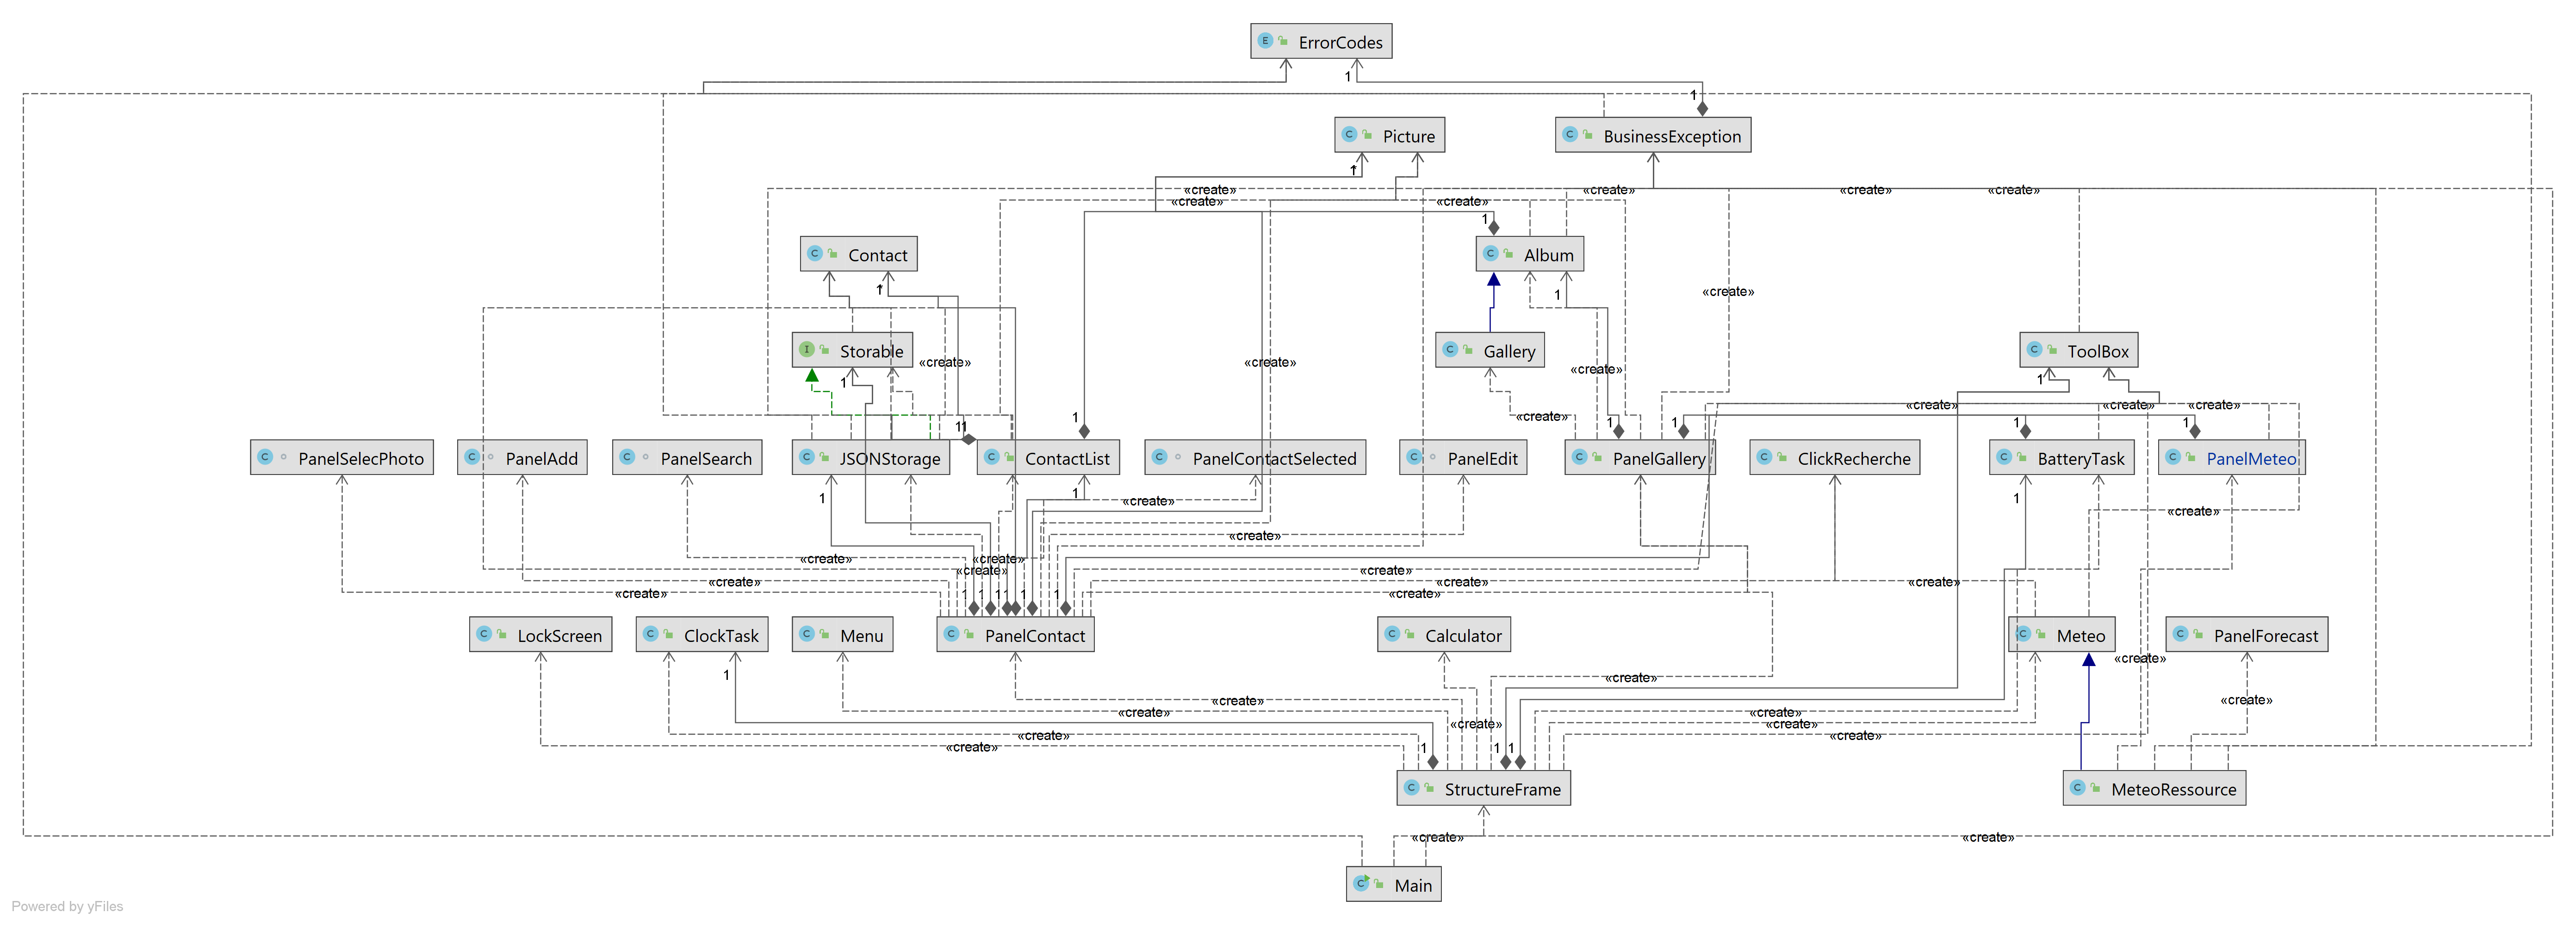 E ErrorCodes
1
1
C Picture
C BusinessException
1
«create»
«create»
«create»
«create»
«create»
«create»
1
C Contact
C Album
1
1
«create»
I Storable
«create»
«create»
C Gallery
«create»
C ToolBox
1
1
«create»
«create»
«create»
1
«create»
1
1
1
1
11
C PanelSelecPhoto
C PanelAdd
C PanelSearch
C JSONStorage
C ContactList
C PanelContactSelected
C PanelEdit
C PanelGallery
C ClickRecherche
C BatteryTask
C PanelMeteo
1
1
«create»
1
«create»
«create»
«create»
«create»
«create»
«create»
«create»
«create»
«create»
«create»
1
1
1
1
1
«create»
C LockScreen
C ClockTask
C Menu
C PanelContact
C Calculator
C Meteo
C PanelForecast
«create»
1
«create»
«create»
«create»
«create»
«create»
«create»
«create»
«create»
«create»
«create»
1
1
1
C StructureFrame
C MeteoRessource
«create»
«create»
C Main
Powered by yFiles